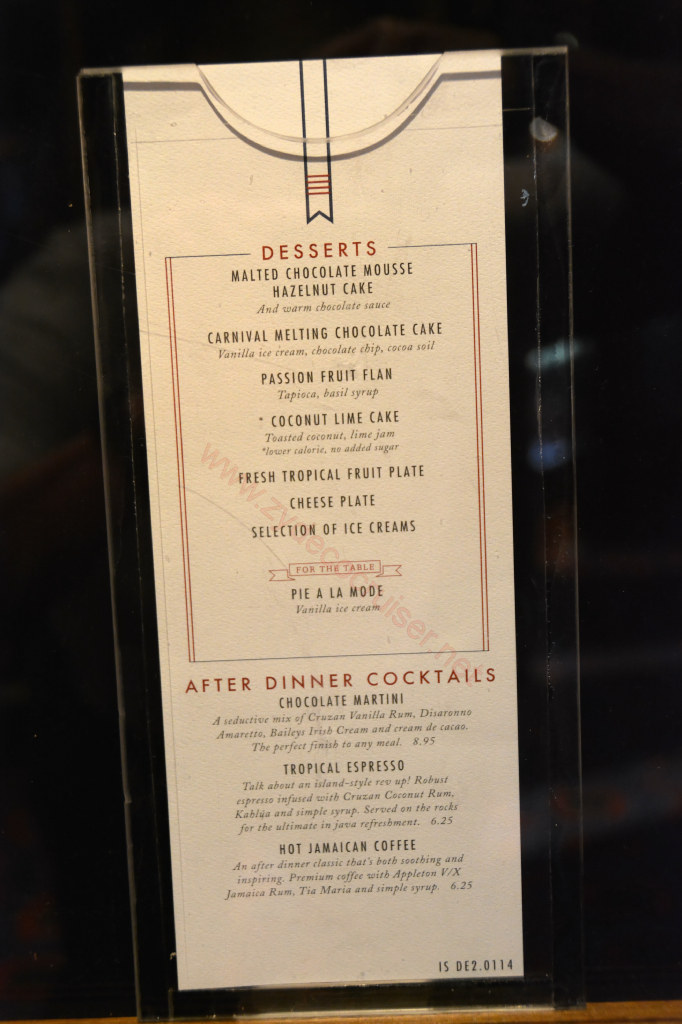 DESSERTS
MALTED CHOCOLATE MOUSSE
HAZELNUT CAKE
And warm chocolate sauce
CARNIVAL MELTING CHOCOLATE CAKE
Vanilla ice cream, chocolate chip, cocoa soil
PASSION FRUIT FLAN
Tapioca, basil syrup
* COCONUT LIME CAKE
Toasted coconut, lime jam
*lower calorie, no added sugar
FRESH TROPICAL FRUIT PLATE
CHEESE PLATE
SELECTION OF ICE CREAMS
FOR THE TABLE
PIE A LA MODE
Vanilla ice cream
AFTER DINNER COCKTAILS
CHOCOLATE MARTINI
A seductive mix of Cruzan Vanilla Rum, Disaronno
Amaretto, Baileys Irish Cream and cream de cacao.
The perfect finish to any meal. 8.95
TROPICAL ESPRESSO
Talk about an island-style rev up! Robust
espresso infused with Cruzan Coconut Rum,
Kahlúa and simple syrup. Served on the rocks
for the ultimate in java refreshment. 6.25
HOT JAMAICAN COFFEE
An after dinner classic that's both soothing and
inspiring. Premium coffee with Appleton V/X
Jamaica Rum, Tia Maria and simple syrup. 6.25
IS DE2.0114
www.zydecocruiser.net